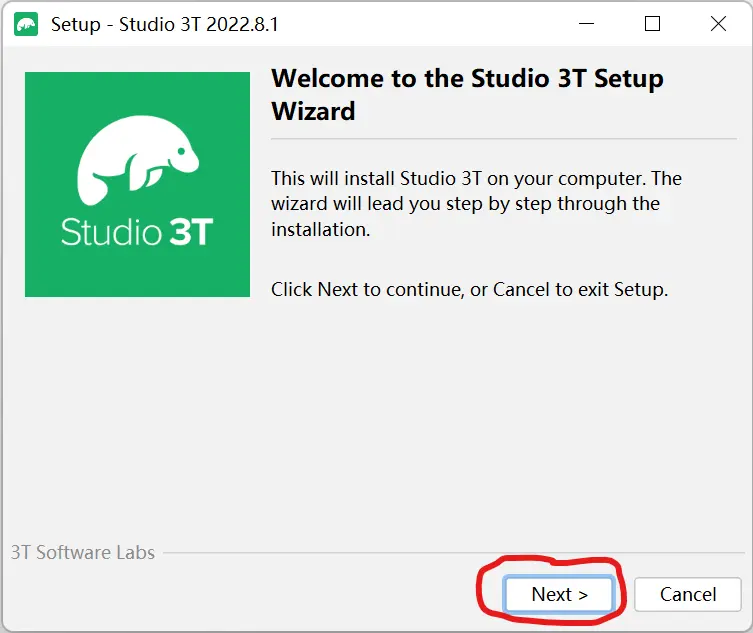 Setup - Studio 3T 2022.8.1
Studio 3T
Welcome to the Studio 3T Setup
Wizard
This will install Studio 3T on your computer. The
wizard will lead you step by step through the
installation.
Click Next to continue, or Cancel to exit Setup.
3T Software Labs
Next >
Cancel